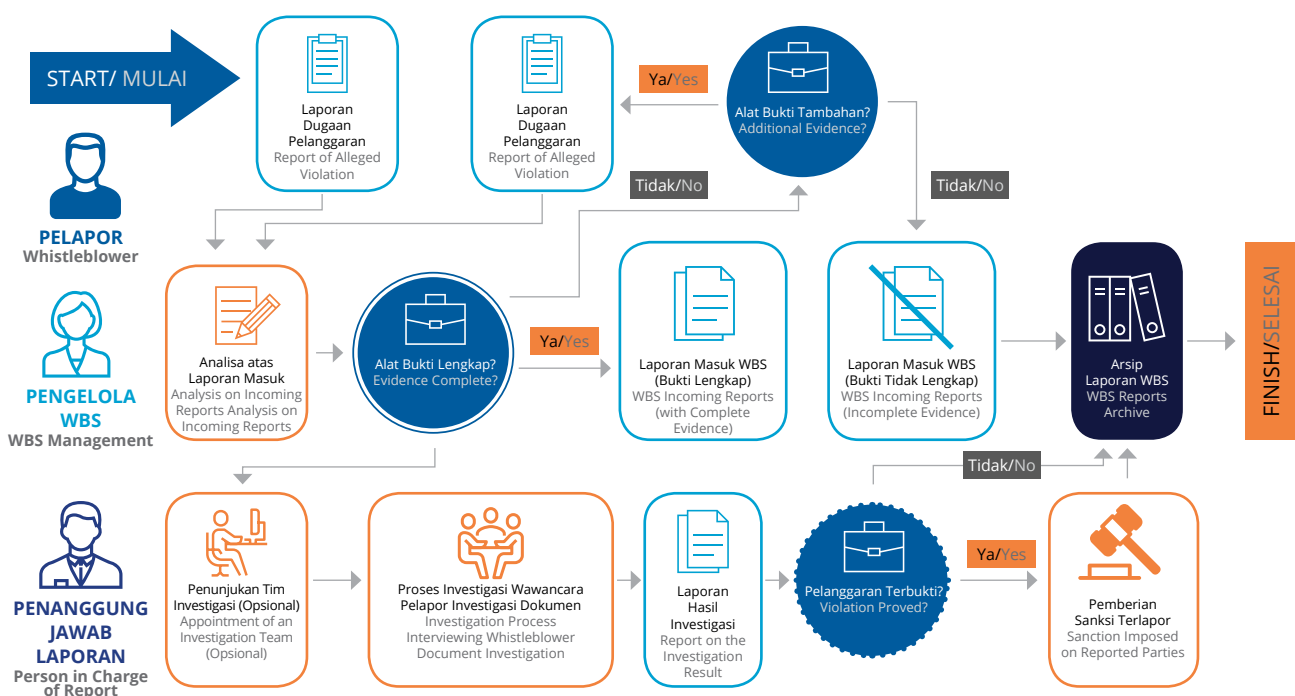 START/ MULAI
Laporan
Dugaan
Pelanggaran
Report of Alleged
Violation
Laporan
Dugaan
Pelanggaran
Report of Alleged
Violation
Ya/Yes
Alat Bukti Tambahan?
Additional Evidence?
Tidak/No
Tidak/No
PELAPOR
Whistleblower
PENGELOLA
WBS
WBS Management
Analisa atas
Laporan Masuk
Analysis on Incoming
Reports Analysis on
Incoming Reports
Alat Bukti Lengkap?
Evidence Complete?
Ya/Yes
Laporan Masuk WBS
(Bukti Lengkap)
WBS Incoming Reports
(with Complete
Evidence)
Laporan Masuk WBS
(Bukti Tidak Lengkap)
WBS Incoming Reports
(Incomplete Evidence)
Arsip
Laporan WBS
WBS Reports
Archive
FINISH/SELESAI
Tidak/No
PENANGGUNG
JAWAB
LAPORAN
Person in Charge
of Report
Penunjukan Tim
Investigasi (Opsional)
Appointment of an
Investigation Team
(Opsional)
Proses Investigasi Wawancara
Pelapor Investigasi Dokumen
Investigation Process
Interviewing Whistleblower
Document Investigation
Laporan
Hasil
Investigasi
Report on the
Investigation
Result
Pelanggaran Terbukti?
Violation Proved?
Ya/Yes
Pemberian
Sanksi Terlapor
Sanction Imposed
on Reported Parties